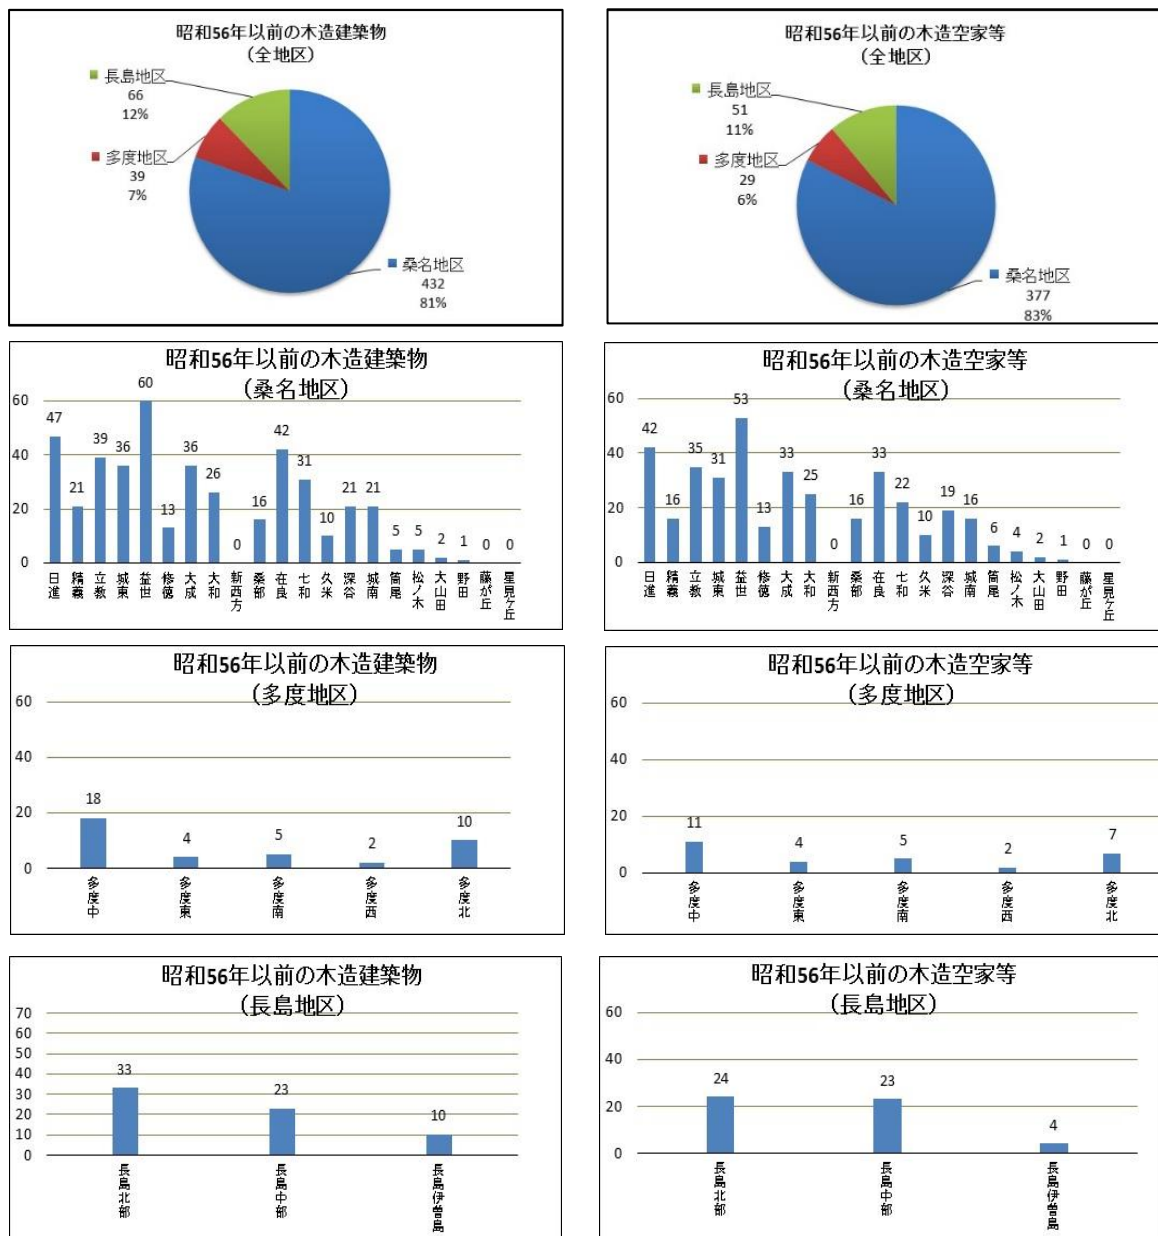 昭和56年以前の木造建築物
（全地区）
長島地区
66
12%
多度地区
39
7%
桑名地区
432
81%
昭和56年以前の木造空家等
（全地区）
長島地区
51
11%
多度地区
29
6%
桑名地区
377
83%
昭和56年以前の木造建築物
（桑名地区）
60
40
20
0
47
21
39
36
60
13
36
26
0
16
42
31
10
21
21
5
5
2
1
0
0
日進
精義
立教
城東
益世
修徳
大成
大和
新西方
桑部
在良
七和
久米
深谷
城南
筒尾
松ノ木
大山田
野田
藤が丘
星見ヶ丘
昭和56年以前の木造空家等
（桑名地区）
60
40
20
0
42
16
35
31
53
13
33
25
0
16
33
22
10
19
16
6
4
2
1
0
0
日進
精義
立教
城東
益世
修徳
大成
大和
新西方
桑部
在良
七和
久米
深谷
城南
筒尾
松ノ木
大山田
野田
藤が丘
星見ヶ丘
昭和56年以前の木造建築物
（多度地区）
60
40
20
0
18
4
5
2
10
多度中
多度東
多度南
多度西
多度北
昭和56年以前の木造空家等
（多度地区）
60
40
20
0
11
4
5
2
7
多度中
多度東
多度南
多度西
多度北
昭和56年以前の木造建築物
（長島地区）
70
60
50
40
30
20
10
0
33
23
10
長島北部
長島中部
長島伊曽島
昭和56年以前の木造空家等
（長島地区）
60
40
20
0
24
23
4
長島北部
長島中部
長島伊曽島